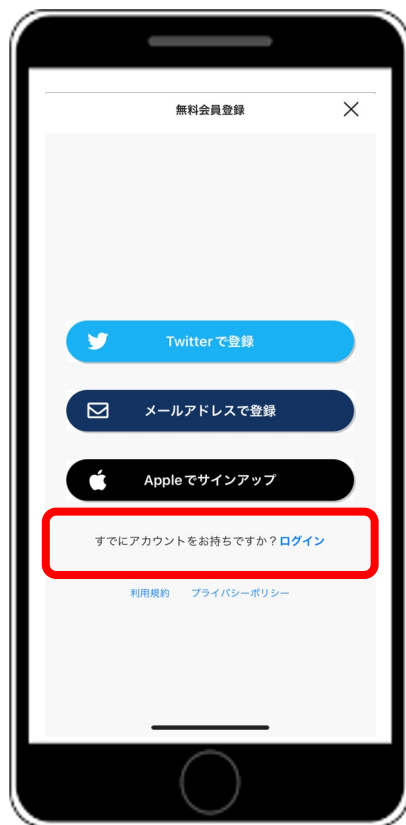 無料会員登録
Twitterで登録
メールアドレスで登録
Appleでサインアップ
すでにアカウントをお持ちですか？ログイン
利用規約 プライバシーポリシー